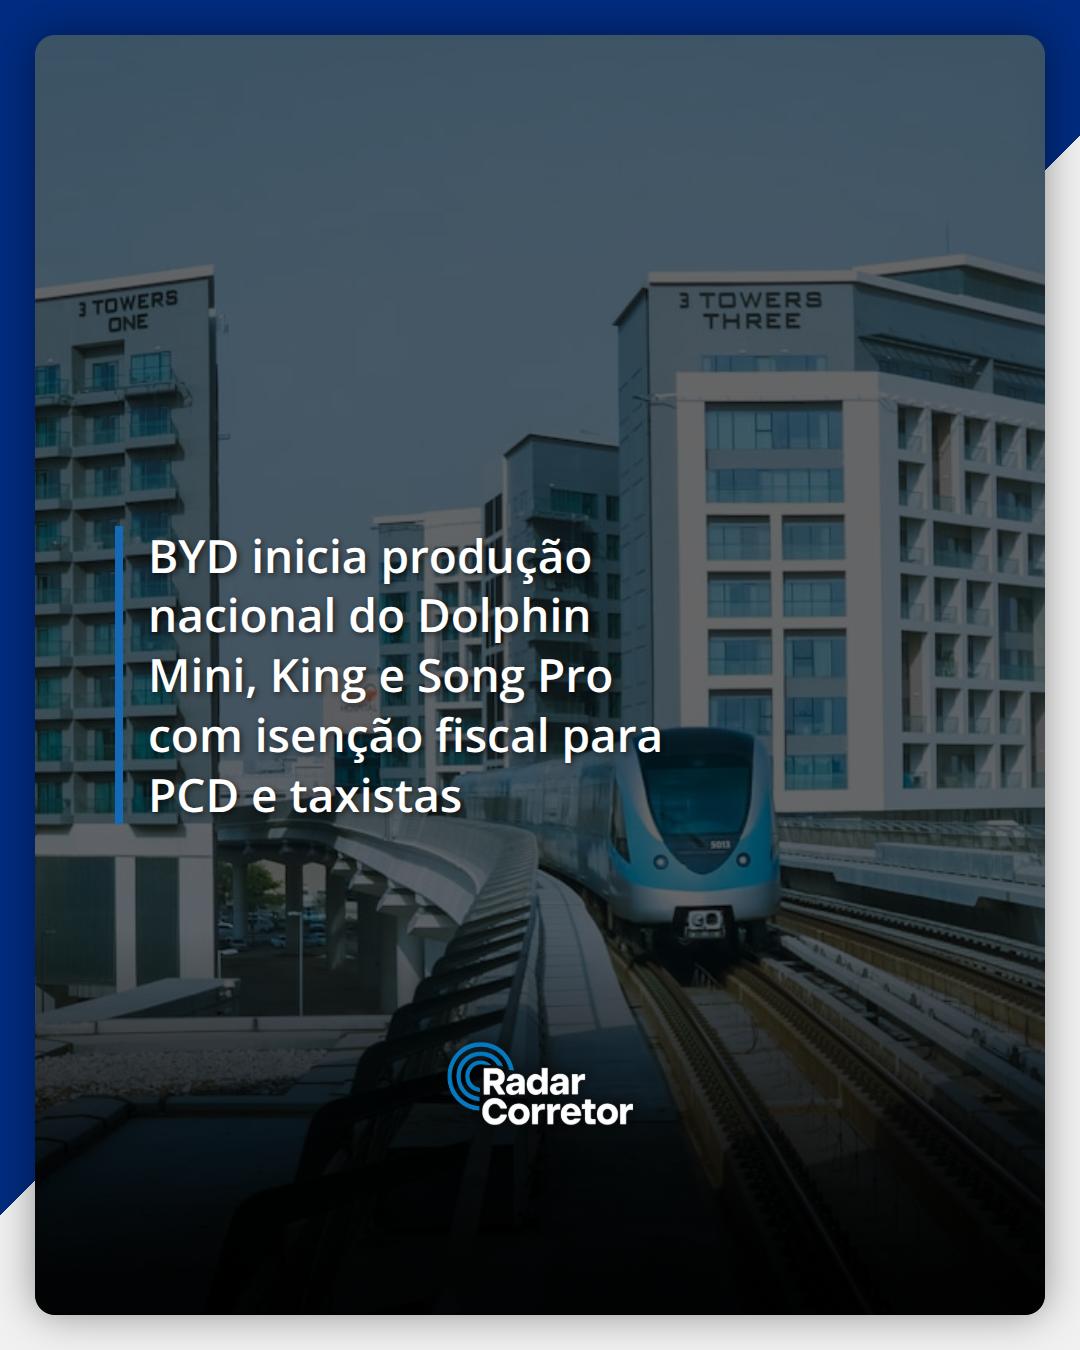 3 TOWERS
ONE
3 TOWERS
THREE
BYD inicia produção
nacional do Dolphin
Mini, King e Song Pro
com isenção fiscal para
PCD e taxistas
5013
Radar
Corretor